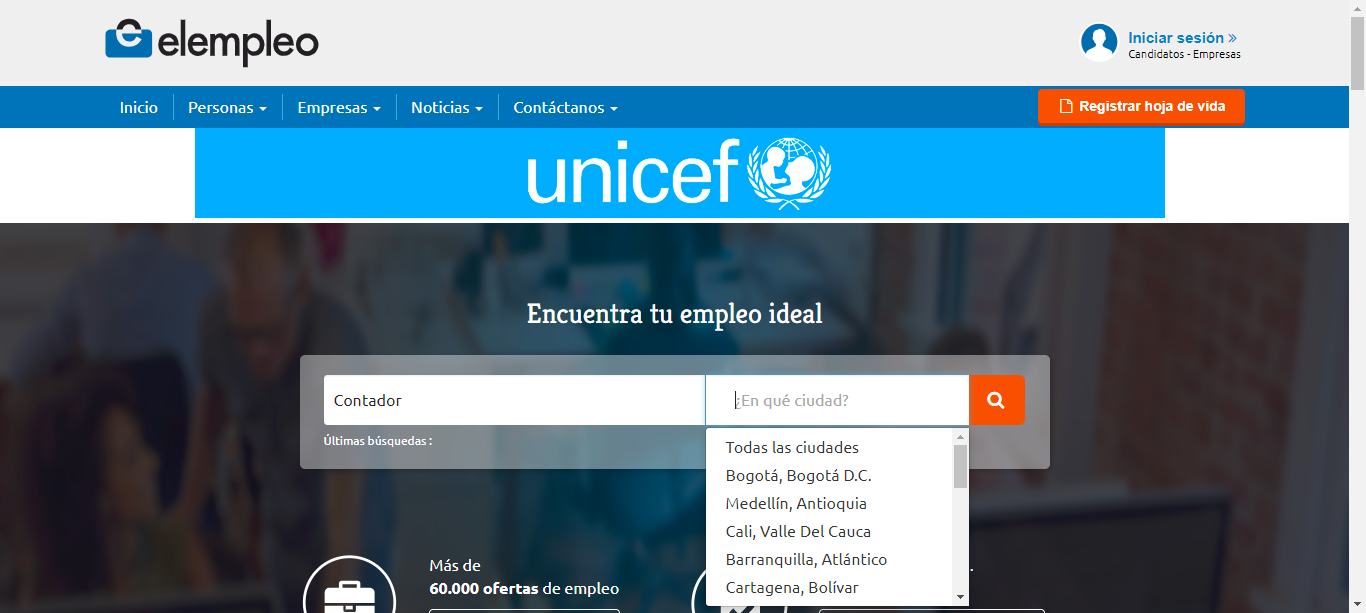 elempleo
Iniciar sesión »
Candidatos - Empresas
Inicio Personas Empresas Noticias Contáctanos Registrar hoja de vida
unicef
Encuentra tu empleo ideal
Contador ¿En qué ciudad?
Últimas búsquedas :
Todas las ciudades
Bogotá, Bogotá D.C.
Medellín, Antioquia
Cali, Valle Del Cauca
Barranquilla, Atlántico
Cartagena, Bolívar
Más de
60.000 ofertas de empleo